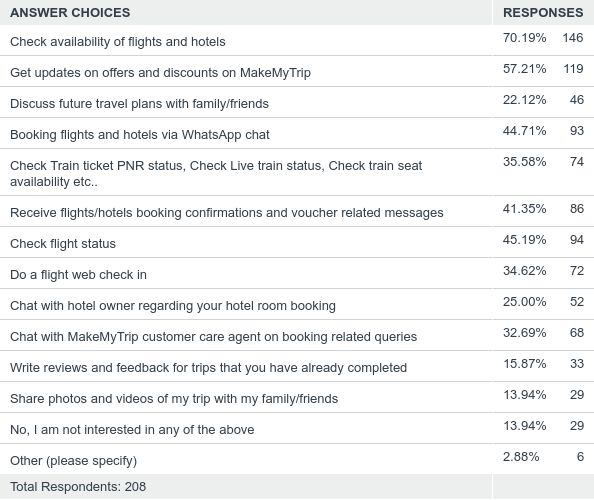 ANSWER CHOICES RESPONSES
Check availability of flights and hotels 70.19% 146
Get updates on offers and discounts on MakeMyTrip 57.21% 119
Discuss future travel plans with family/friends 22.12% 46
Booking flights and hotels via WhatsApp chat 44.71% 93
Check Train ticket PNR status, Check Live train status, Check train seat 35.58% 74
availability etc..
Receive flights/hotels booking confirmations and voucher related messages 41.35% 86
Check flight status 45.19% 94
Do a flight web check in 34.62% 72
Chat with hotel owner regarding your hotel room booking 25.00% 52
Chat with MakeMyTrip customer care agent on booking related queries 32.69% 68
Write reviews and feedback for trips that you have already completed 15.87% 33
Share photos and videos of my trip with my family/friends 13.94% 29
No, I am not interested in any of the above 13.94% 29
Other (please specify) 2.88% 6
Total Respondents: 208